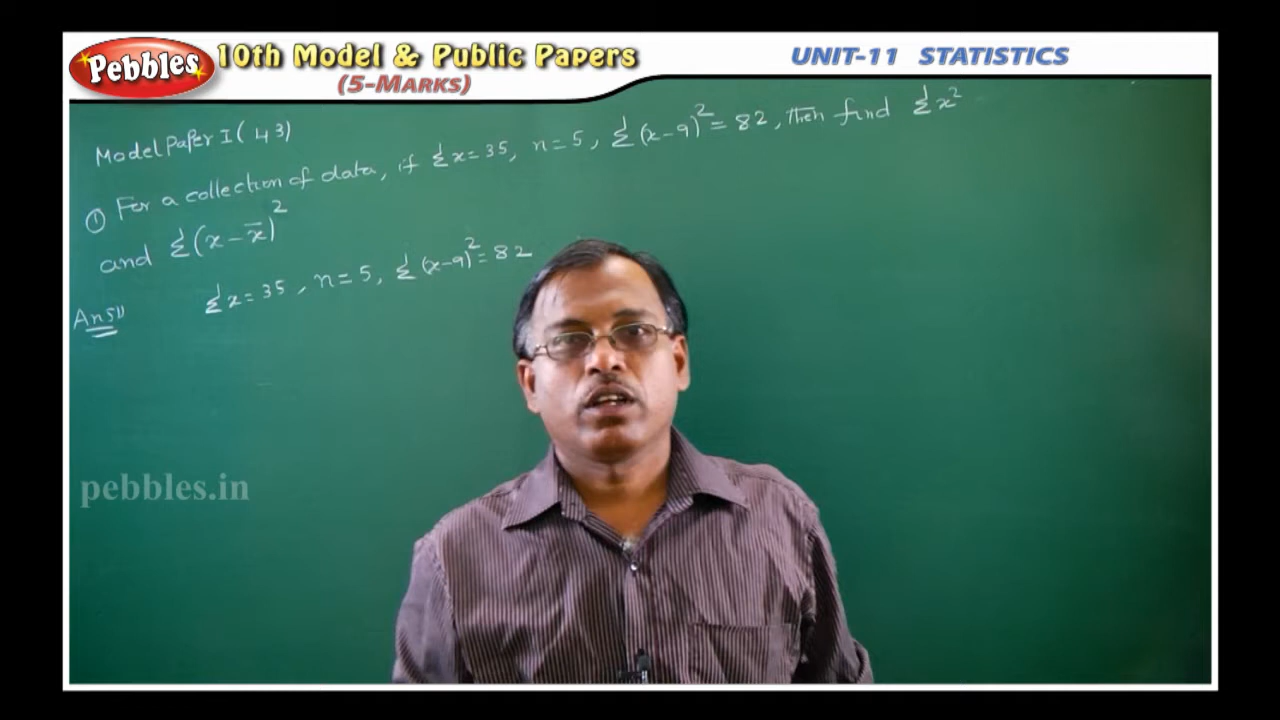 Pebbles
10th Model & Public Papers
(5-MARKS)
UNIT-11 STATISTICS
Model Paper I (43)
① For a collection of data, if Σx=35, n=5, Σ(x-9)²=82, then find Σx²
and Σ(x-x̄)²
Ans))
Σx=35, n=5, Σ(x-9)²=82
pebbles.in